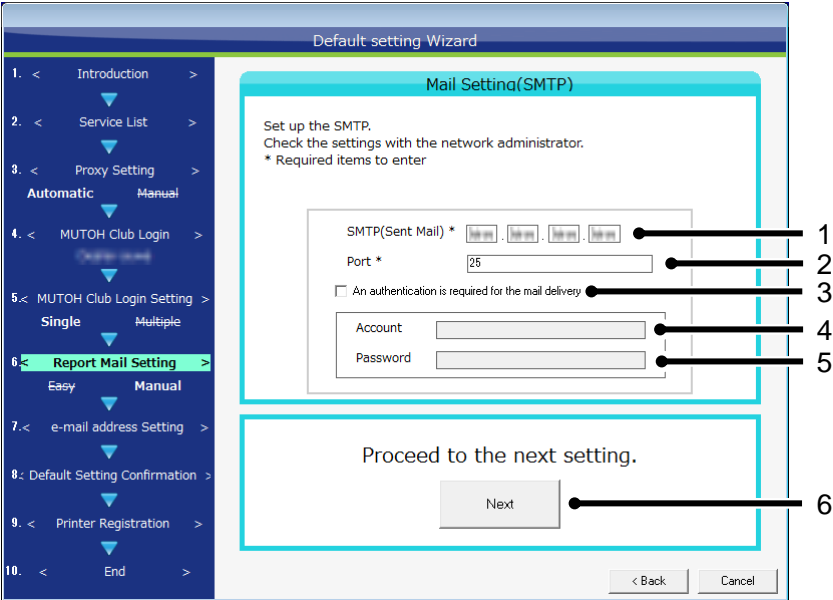 Default setting Wizard
1. < Introduction >
2. < Service List >
3. < Proxy Setting >
Automatic Manual
4. < MUTOH Club Login >
5.< MUTOH Club Login Setting >
Single Multiple
6.< Report Mail Setting >
Easy Manual
7.< e-mail address Setting >
8.< Default Setting Confirmation >
9. < Printer Registration >
10. < End >
Mail Setting(SMTP)
Set up the SMTP.
Check the settings with the network administrator.
* Required items to enter
SMTP(Sent Mail) * . . . 1
Port * 25 2
An authentication is required for the mail delivery 3
Account 4
Password 5
Proceed to the next setting.
Next 6
< Back Cancel